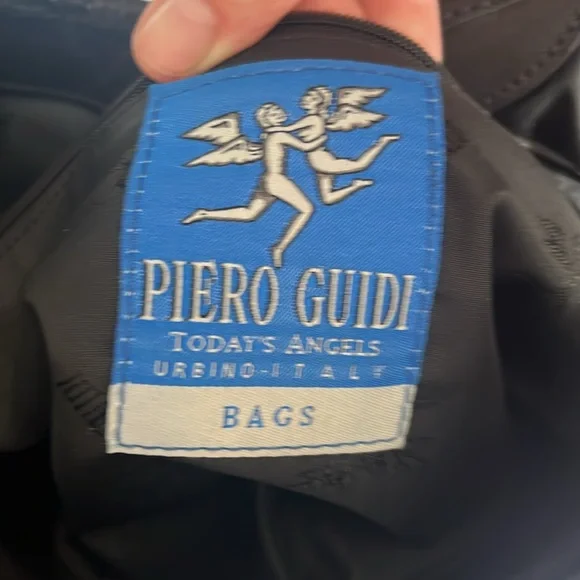 PIERO GUIDI
TODAY'S ANGELS
URBINO-ITALY
BAGS